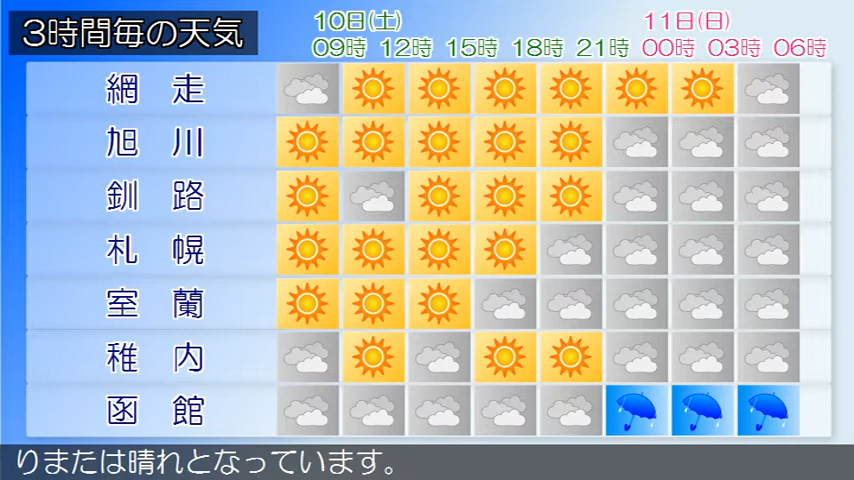 3時間毎の天気
10日(土) 11日(日)
09時 12時 15時 18時 21時 00時 03時 06時
網走
旭川
釧路
札幌
室蘭
稚内
函館
りまたは晴れとなっています。